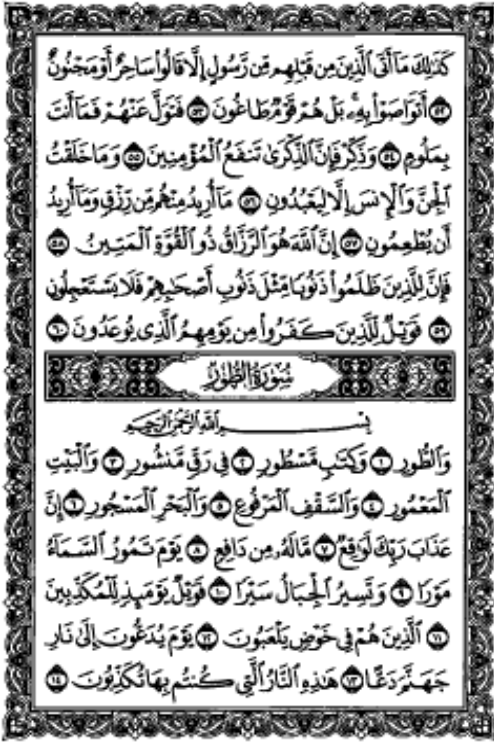 كَذَٰلِكَ مَا أَتَى ٱلَّذِينَ مِن قَبْلِهِم مِّن رَّسُولٍ إِلَّا قَالُوا۟ سَاحِرٌ أَوْ مَجْنُونٌ
٥٢ أَتَوَاصَوْا۟ بِهِۦ ۚ بَلْ هُمْ قَوْمٌ طَاغُونَ ٥٣ فَتَوَلَّ عَنْهُمْ فَمَا أَنتَ
بِمَلُومٍ ٥٤ وَذَكِّرْ فَإِنَّ ٱلذِّكْرَىٰ تَنفَعُ ٱلْمُؤْمِنِينَ ٥٥ وَمَا خَلَقْتُ
ٱلْجِنَّ وَٱلْإِنسَ إِلَّا لِيَعْبُدُونِ ٥٦ مَا أُرِيدُ مِنْهُم مِّن رِّزْقٍ وَمَا أُرِيدُ
أَن يُطْعِمُونِ ٥٧ إِنَّ ٱللَّهَ هُوَ ٱلرَّزَّاقُ ذُو ٱلْقُوَّةِ ٱلْمَتِينُ ٥٨
فَإِنَّ لِلَّذِينَ ظَلَمُوا۟ ذَنُوبًا مِّثْلَ ذَنُوبِ أَصْحَـٰبِهِمْ فَلَا يَسْتَعْجِلُونِ
٥٩ فَوَيْلٌ لِّلَّذِينَ كَفَرُوا۟ مِن يَوْمِهِمُ ٱلَّذِى يُوعَدُونَ ٦٠
سُورَةُ الطُّورِ
بِسْمِ ٱللَّهِ ٱلرَّحْمَـٰنِ ٱلرَّحِيمِ
وَٱلطُّورِ ١ وَكِتَـٰبٍ مَّسْطُورٍ ٢ فِى رَقٍّ مَّنشُورٍ ٣ وَٱلْبَيْتِ
ٱلْمَعْمُورِ ٤ وَٱلسَّقْفِ ٱلْمَرْفُوعِ ٥ وَٱلْبَحْرِ ٱلْمَسْجُورِ ٦ إِنَّ
عَذَابَ رَبِّكَ لَوَٰقِعٌ ٧ مَّا لَهُۥ مِن دَافِعٍ ٨ يَوْمَ تَمُورُ ٱلسَّمَآءُ
مَوْرًا ٩ وَتَسِيرُ ٱلْجِبَالُ سَيْرًا ١٠ فَوَيْلٌ يَوْمَئِذٍ لِّلْمُكَذِّبِينَ
١١ ٱلَّذِينَ هُمْ فِى خَوْضٍ يَلْعَبُونَ ١٢ يَوْمَ يُدَعُّونَ إِلَىٰ نَارِ
جَهَنَّمَ دَعًّا ١٣ هَـٰذِهِ ٱلنَّارُ ٱلَّتِى كُنتُم بِهَا تُكَذِّبُونَ ١٤